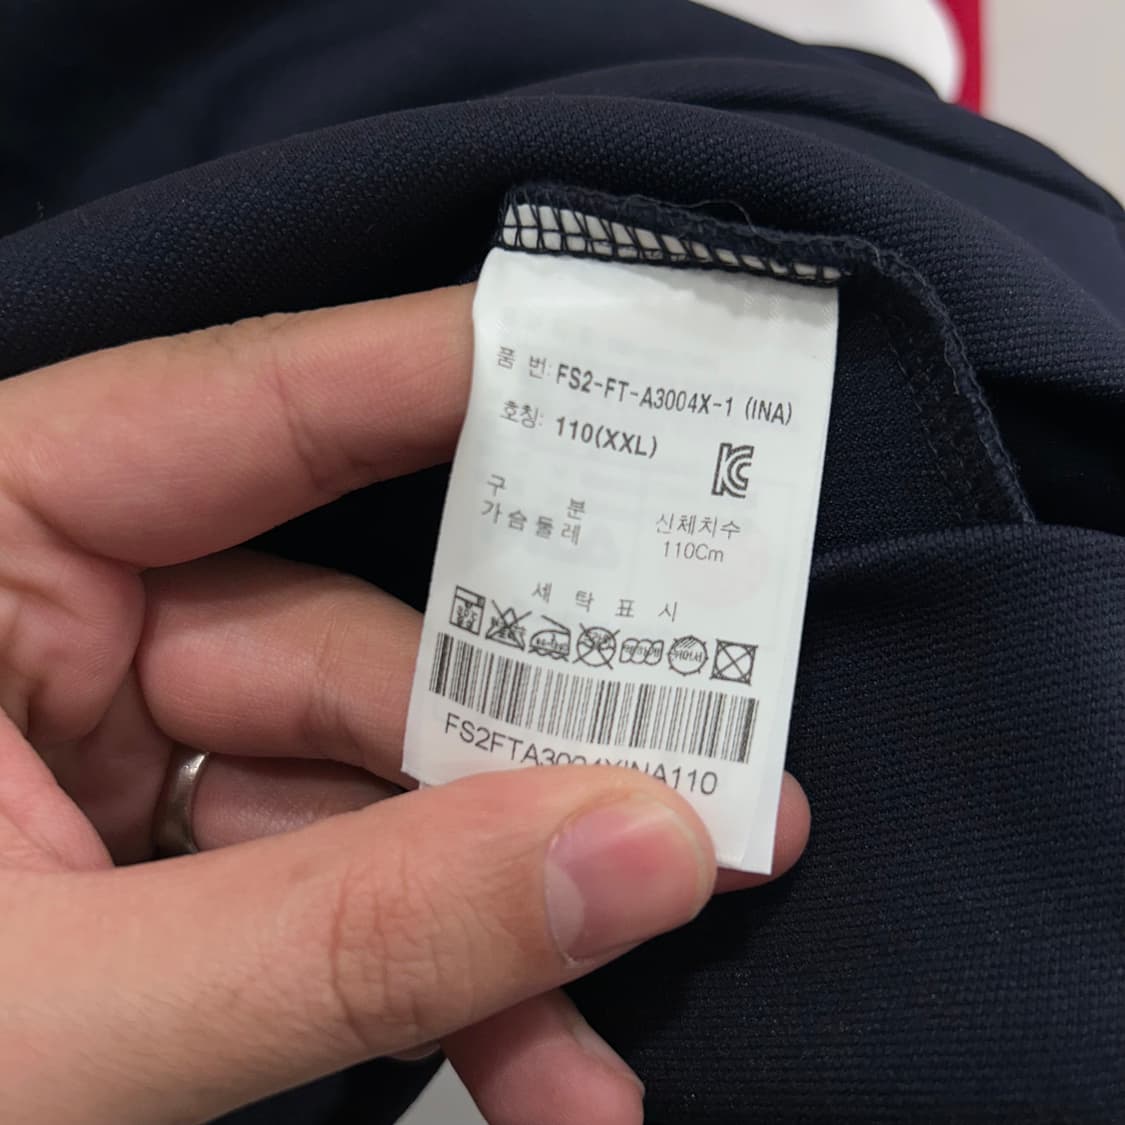 품 번: FS2-FT-A3004X-1 (INA)
호칭: 110(XXL)
구 분 신체치수
가슴둘레 110Cm
세 탁 표 시
FS2FTA3004XINA110